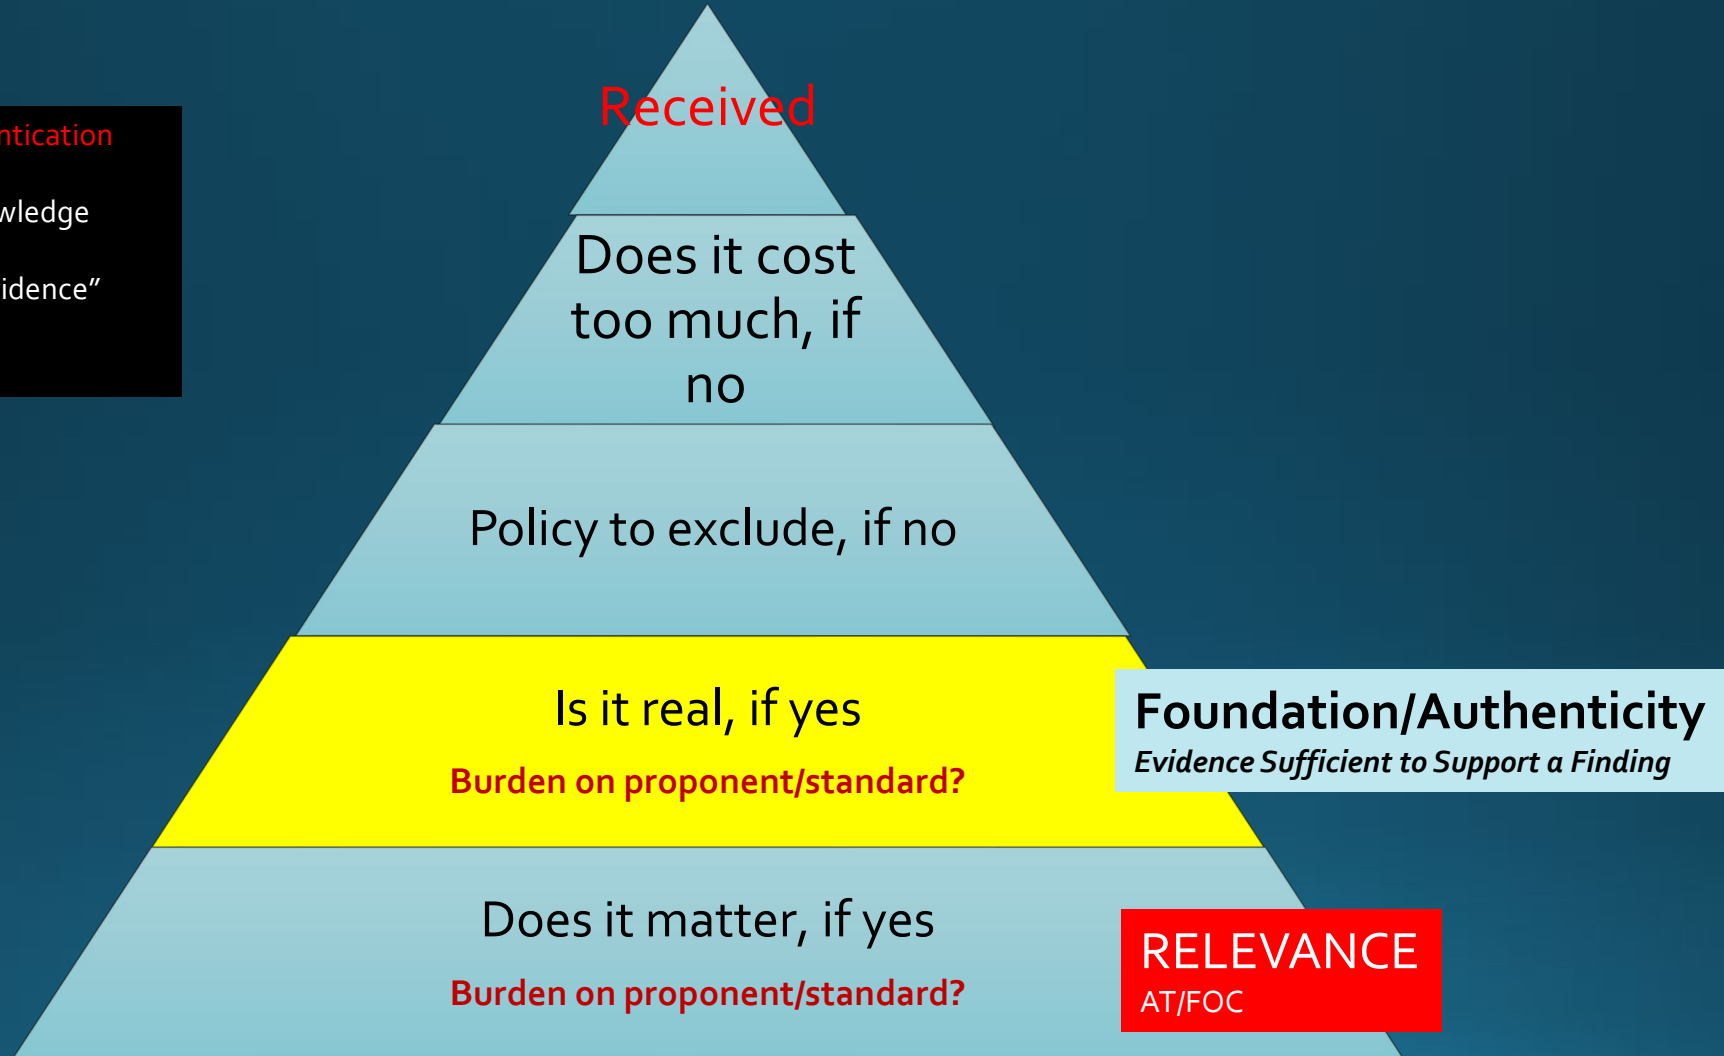 Received
ntication
wledge
idence”
Does it cost
too much, if
no
Policy to exclude, if no
Is it real, if yes
Burden on proponent/standard?
Foundation/Authenticity
Evidence Sufficient to Support a Finding
Does it matter, if yes
Burden on proponent/standard?
RELEVANCE
AT/FOC